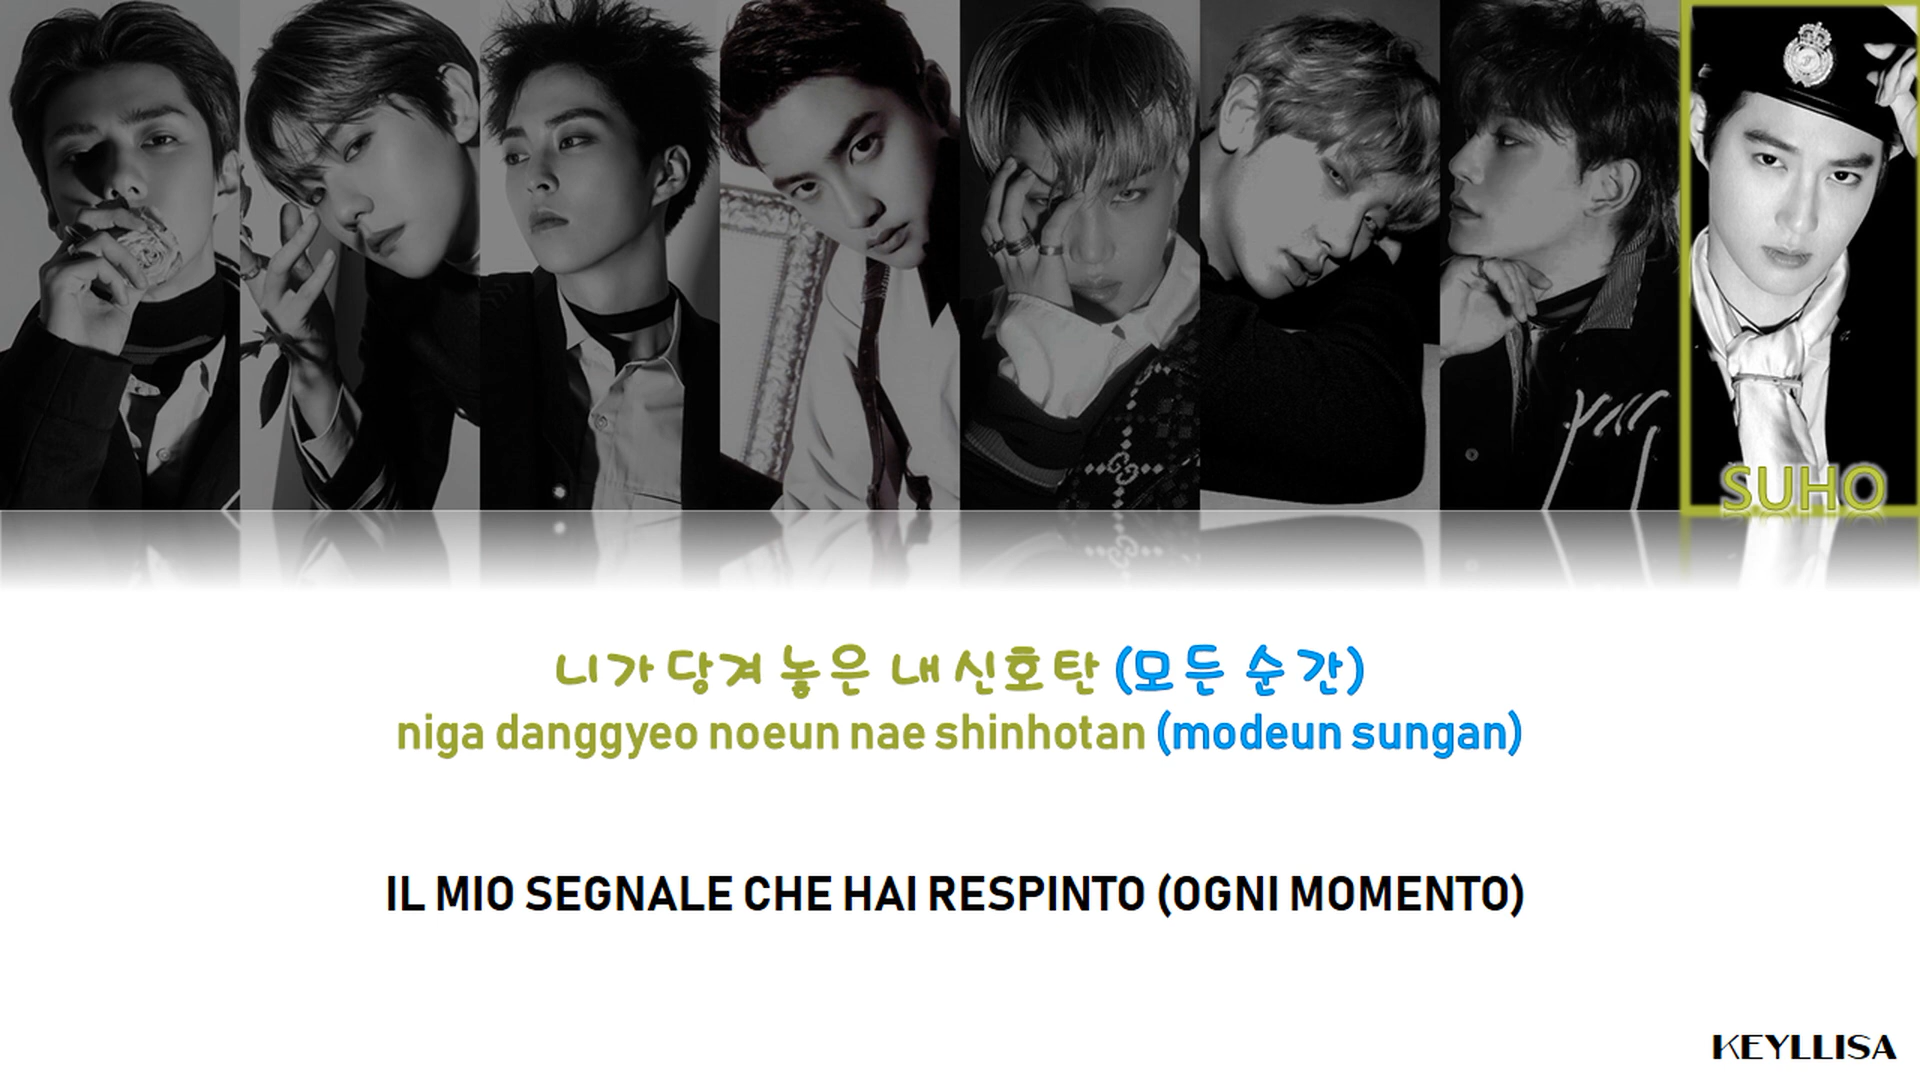 SUHO
니가 당겨 놓은 내 신호탄 (모든 순간)
niga danggyeo noeun nae shinhotan (modeun sungan)
IL MIO SEGNALE CHE HAI RESPINTO (OGNI MOMENTO)
KEYLLISA